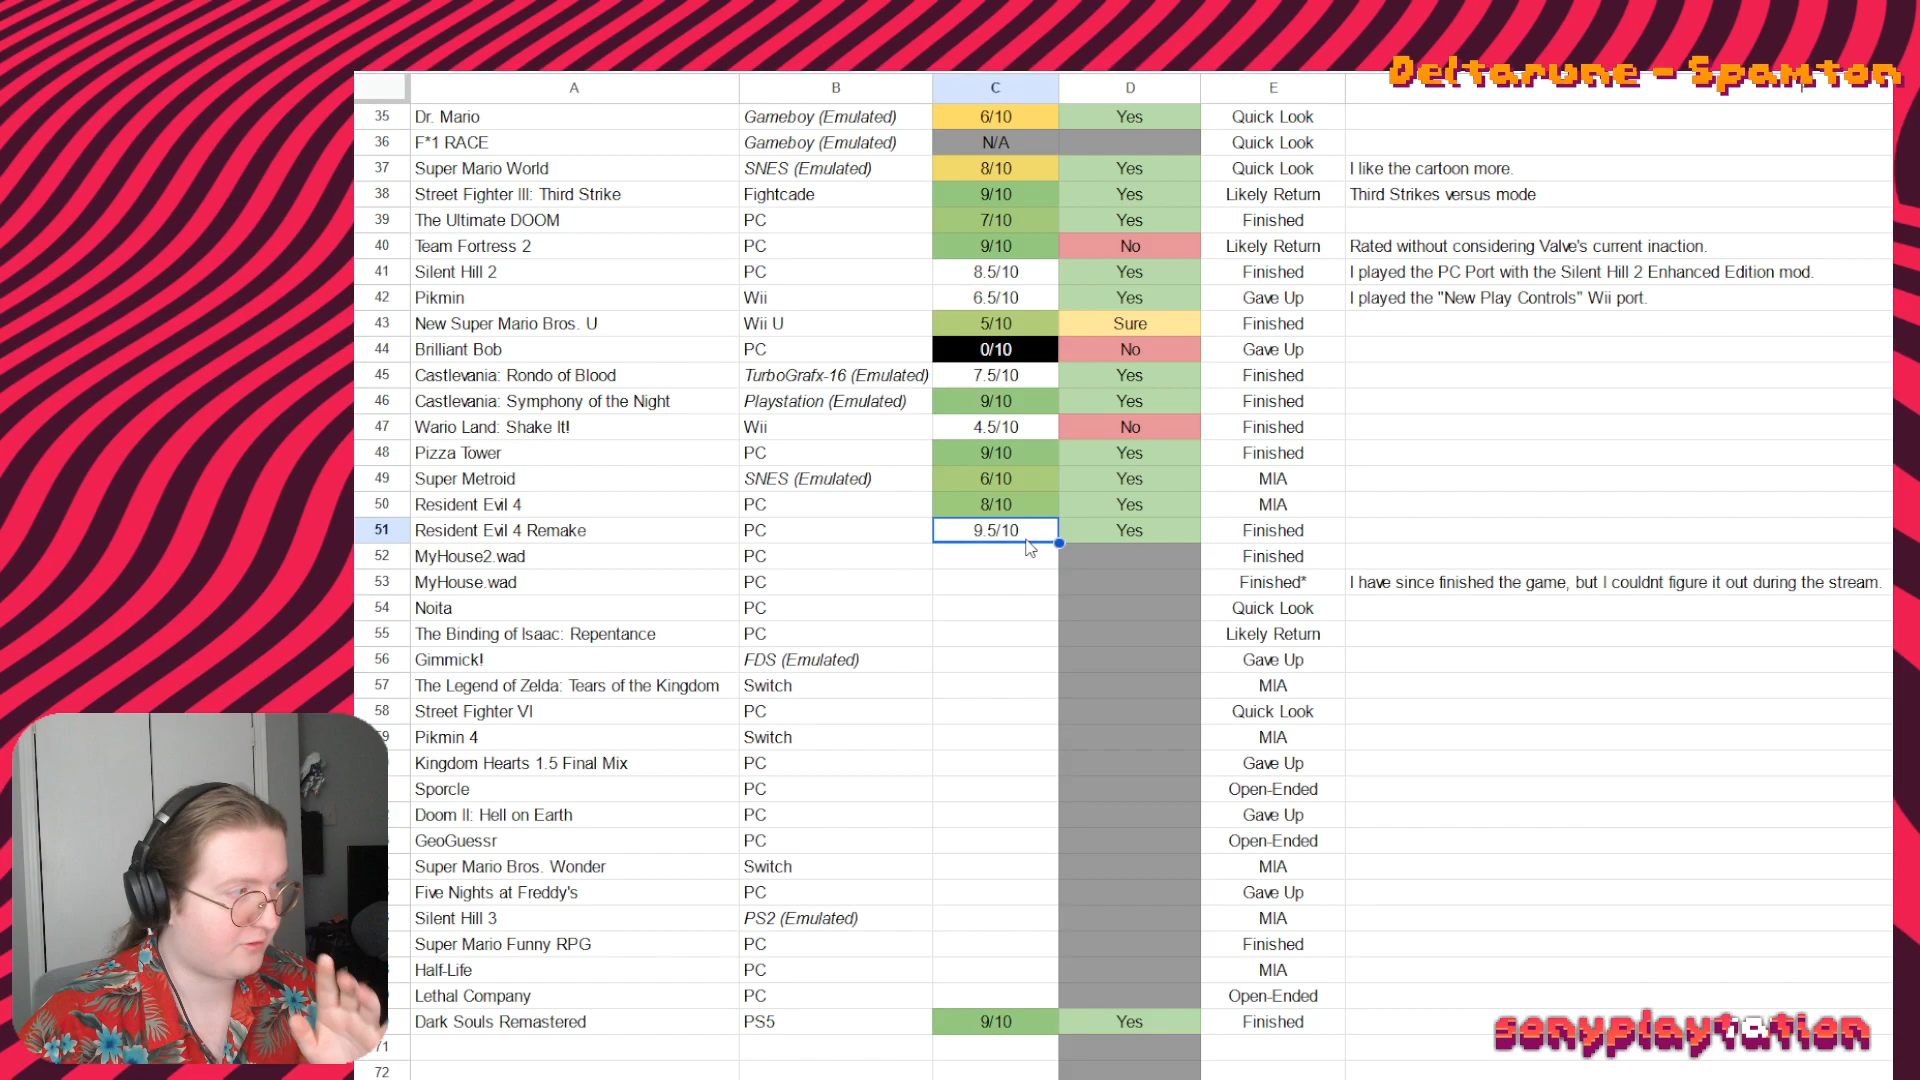 Deltarune - Spamton
A B C D E
35 Dr. Mario Gameboy (Emulated) 6/10 Yes Quick Look
36 F*1 RACE Gameboy (Emulated) N/A Quick Look
37 Super Mario World SNES (Emulated) 8/10 Yes Quick Look I like the cartoon more.
38 Street Fighter III: Third Strike Fightcade 9/10 Yes Likely Return Third Strikes versus mode
39 The Ultimate DOOM PC 7/10 Yes Finished
40 Team Fortress 2 PC 9/10 No Likely Return Rated without considering Valve's current inaction.
41 Silent Hill 2 PC 8.5/10 Yes Finished I played the PC Port with the Silent Hill 2 Enhanced Edition mod.
42 Pikmin Wii 6.5/10 Yes Gave Up I played the "New Play Controls" Wii port.
43 New Super Mario Bros. U Wii U 5/10 Sure Finished
44 Brilliant Bob PC 0/10 No Gave Up
45 Castlevania: Rondo of Blood TurboGrafx-16 (Emulated) 7.5/10 Yes Finished
46 Castlevania: Symphony of the Night Playstation (Emulated) 9/10 Yes Finished
47 Wario Land: Shake It! Wii 4.5/10 No Finished
48 Pizza Tower PC 9/10 Yes Finished
49 Super Metroid SNES (Emulated) 6/10 Yes MIA
50 Resident Evil 4 PC 8/10 Yes MIA
51 Resident Evil 4 Remake PC 9.5/10 Yes Finished
52 MyHouse2.wad PC Finished
53 MyHouse.wad PC Finished* I have since finished the game, but I couldnt figure it out during the stream.
54 Noita PC Quick Look
55 The Binding of Isaac: Repentance PC Likely Return
56 Gimmick! FDS (Emulated) Gave Up
57 The Legend of Zelda: Tears of the Kingdom Switch MIA
58 Street Fighter VI PC Quick Look
Pikmin 4 Switch MIA
Kingdom Hearts 1.5 Final Mix PC Gave Up
Sporcle PC Open-Ended
Doom II: Hell on Earth PC Gave Up
GeoGuessr PC Open-Ended
Super Mario Bros. Wonder Switch MIA
Five Nights at Freddy's PC Gave Up
Silent Hill 3 PS2 (Emulated) MIA
Super Mario Funny RPG PC Finished
Half-Life PC MIA
Lethal Company PC Open-Ended
Dark Souls Remastered PS5 9/10 Yes Finished
71
72
sonyplay18tation